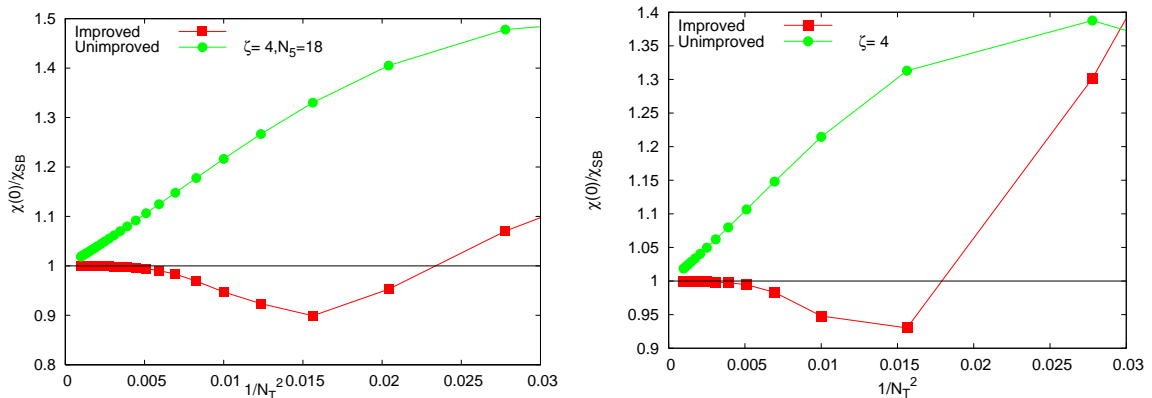 1.5
1.4
1.3
1.2
1.1
1
0.9
0.8
χ(0)/χSB
Improved
Unimproved
ζ= 4,N5=18
0 0.005 0.01 0.015 0.02 0.025 0.03
1/NT2
1.4
1.35
1.3
1.25
1.2
1.15
1.1
1.05
1
0.95
0.9
χ(0)/χSB
Improved
Unimproved
ζ= 4
0 0.005 0.01 0.015 0.02 0.025 0.03
1/NT2